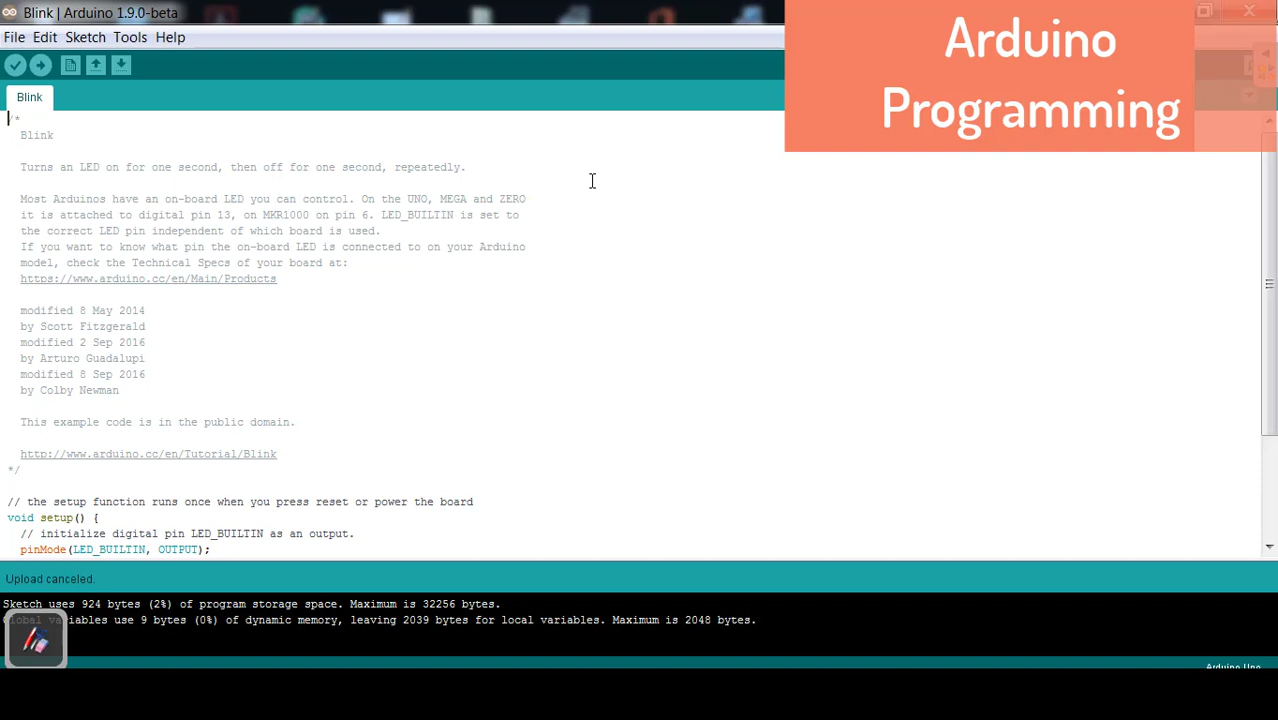 Blink | Arduino 1.9.0-beta
Arduino
Programming
File Edit Sketch Tools Help
Blink
/*
Blink
Turns an LED on for one second, then off for one second, repeatedly.
Most Arduinos have an on-board LED you can control. On the UNO, MEGA and ZERO
it is attached to digital pin 13, on MKR1000 on pin 6. LED_BUILTIN is set to
the correct LED pin independent of which board is used.
If you want to know what pin the on-board LED is connected to on your Arduino
model, check the Technical Specs of your board at:
https://www.arduino.cc/en/Main/Products
modified 8 May 2014
by Scott Fitzgerald
modified 2 Sep 2016
by Arturo Guadalupi
modified 8 Sep 2016
by Colby Newman
This example code is in the public domain.
http://www.arduino.cc/en/Tutorial/Blink
*/
// the setup function runs once when you press reset or power the board
void setup() {
// initialize digital pin LED_BUILTIN as an output.
pinMode(LED_BUILTIN, OUTPUT);
Upload canceled.
Sketch uses 924 bytes (2%) of program storage space. Maximum is 32256 bytes.
Global variables use 9 bytes (0%) of dynamic memory, leaving 2039 bytes for local variables. Maximum is 2048 bytes.
Arduino Uno